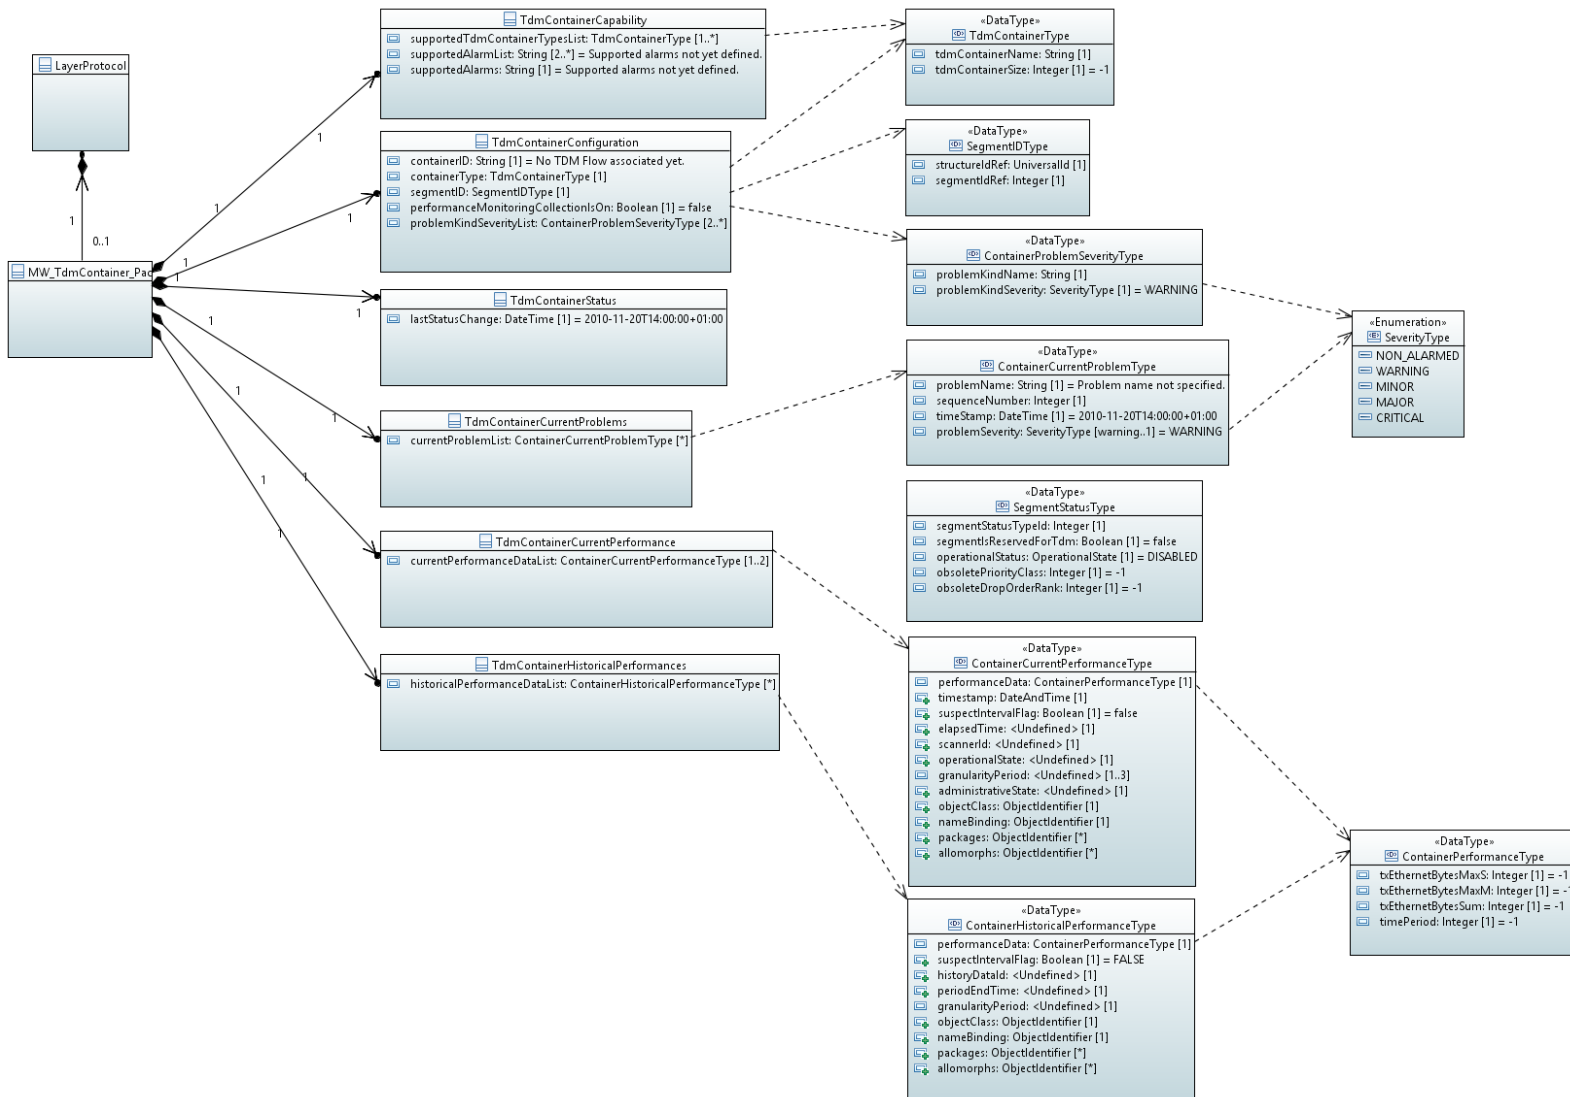 LayerProtocol
1
0..1
MW_TdmContainer_Pac
1
1
1
1
1
1
1
1
1
1
1
1
TdmContainerCapability
supportedTdmContainerTypesList: TdmContainerType [1..*]
supportedAlarmList: String [2..*] = Supported alarms not yet defined.
supportedAlarms: String [1] = Supported alarms not yet defined.
TdmContainerConfiguration
containerID: String [1] = No TDM Flow associated yet.
containerType: TdmContainerType [1]
segmentID: SegmentIDType [1]
performanceMonitoringCollectionIsOn: Boolean [1] = false
problemKindSeverityList: ContainerProblemSeverityType [2..*]
TdmContainerStatus
lastStatusChange: DateTime [1] = 2010-11-20T14:00:00+01:00
TdmContainerCurrentProblems
currentProblemList: ContainerCurrentProblemType [*]
TdmContainerCurrentPerformance
currentPerformanceDataList: ContainerCurrentPerformanceType [1..2]
TdmContainerHistoricalPerformances
historicalPerformanceDataList: ContainerHistoricalPerformanceType [*]
«DataType»
TdmContainerType
tdmContainerName: String [1]
tdmContainerSize: Integer [1] = -1
«DataType»
SegmentIDType
structureIdRef: UniversalId [1]
segmentIdRef: Integer [1]
«DataType»
ContainerProblemSeverityType
problemKindName: String [1]
problemKindSeverity: SeverityType [1] = WARNING
«DataType»
ContainerCurrentProblemType
problemName: String [1] = Problem name not specified.
sequenceNumber: Integer [1]
timeStamp: DateTime [1] = 2010-11-20T14:00:00+01:00
problemSeverity: SeverityType [warning..1] = WARNING
«DataType»
SegmentStatusType
segmentStatusTypeId: Integer [1]
segmentIsReservedForTdm: Boolean [1] = false
operationalStatus: OperationalState [1] = DISABLED
obsoletePriorityClass: Integer [1] = -1
obsoleteDropOrderRank: Integer [1] = -1
«DataType»
ContainerCurrentPerformanceType
performanceData: ContainerPerformanceType [1]
timestamp: DateAndTime [1]
suspectIntervalFlag: Boolean [1] = false
elapsedTime: <Undefined> [1]
scannerId: <Undefined> [1]
operationalState: <Undefined> [1]
granularityPeriod: <Undefined> [1..3]
administrativeState: <Undefined> [1]
objectClass: ObjectIdentifier [1]
nameBinding: ObjectIdentifier [1]
packages: ObjectIdentifier [*]
allomorphs: ObjectIdentifier [*]
«DataType»
ContainerHistoricalPerformanceType
performanceData: ContainerPerformanceType [1]
suspectIntervalFlag: Boolean [1] = FALSE
historyDataId: <Undefined> [1]
periodEndTime: <Undefined> [1]
granularityPeriod: <Undefined> [1]
objectClass: ObjectIdentifier [1]
nameBinding: ObjectIdentifier [1]
packages: ObjectIdentifier [*]
allomorphs: ObjectIdentifier [*]
«Enumeration»
SeverityType
NON_ALARMED
WARNING
MINOR
MAJOR
CRITICAL
«DataType»
ContainerPerformanceType
txEthernetBytesMaxS: Integer [1] = -1
txEthernetBytesMaxM: Integer [1] = -1
txEthernetBytesSum: Integer [1] = -1
timePeriod: Integer [1] = -1